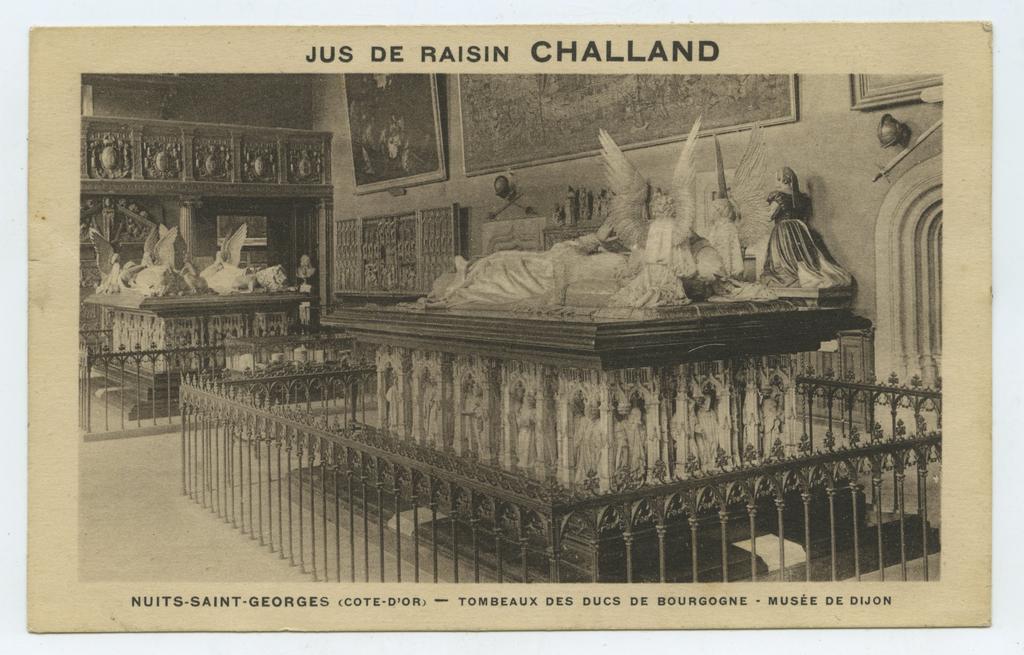 JUS DE RAISIN CHALLAND
NUITS-SAINT-GEORGES (COTE-D'OR) — TOMBEAUX DES DUCS DE BOURGOGNE - MUSÉE DE DIJON